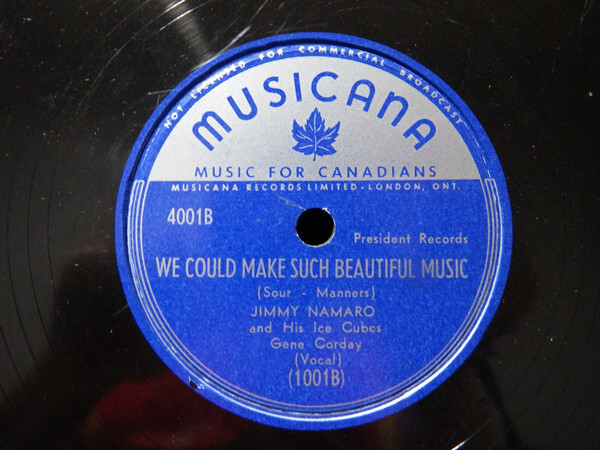 NOT LICENSED FOR COMMERCIAL BROADCAST
MUSICANA
MUSIC FOR CANADIANS
MUSICANA RECORDS LIMITED-LONDON, ONT.
4001B
President Records
WE COULD MAKE SUCH BEAUTIFUL MUSIC
(Sour - Manners)
JIMMY NAMARO
and His Ice Cubes
Gene Corday
(Vocal)
(1001B)